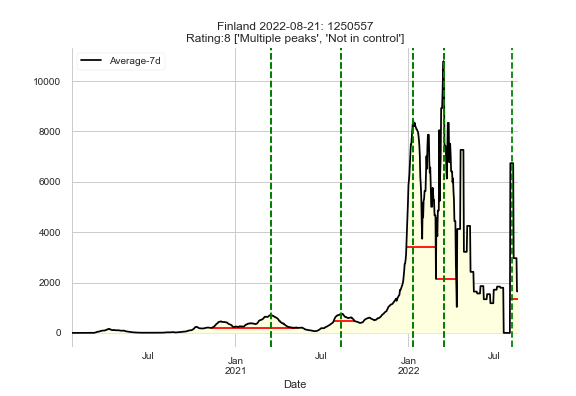 Finland 2022-08-21: 1250557
Rating:8 ['Multiple peaks', 'Not in control']
Average-7d
10000
8000
6000
4000
2000
0
Jul
Jan
2021
Jul
Jan
2022
Jul
Date